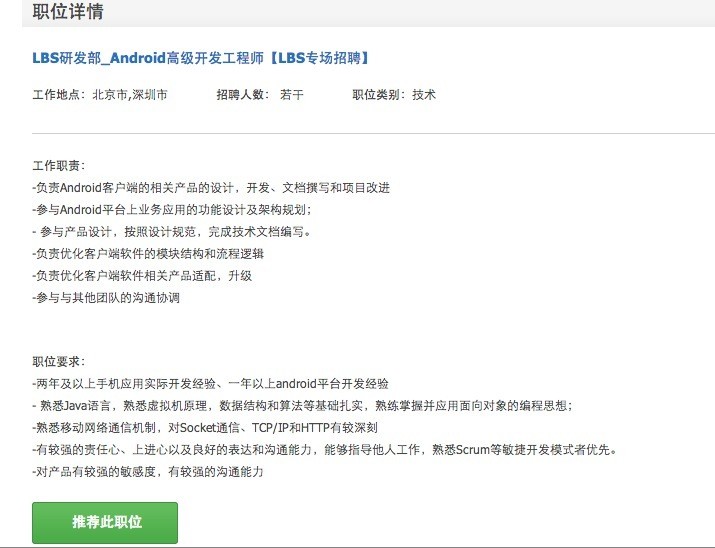 职位详情
LBS研发部_Android高级开发工程师【LBS专场招聘】
工作地点：北京市,深圳市 招聘人数： 若干 职位类别：技术
工作职责：
-负责Android客户端的相关产品的设计，开发、文档撰写和项目改进
-参与Android平台上业务应用的功能设计及架构规划；
- 参与产品设计，按照设计规范，完成技术文档编写。
-负责优化客户端软件的模块结构和流程逻辑
-负责优化客户端软件相关产品适配，升级
-参与与其他团队的沟通协调
职位要求：
-两年及以上手机应用实际开发经验、一年以上android平台开发经验
- 熟悉Java语言，熟悉虚拟机原理，数据结构和算法等基础扎实，熟练掌握并应用面向对象的编程思想；
-熟悉移动网络通信机制，对Socket通信、TCP/IP和HTTP有较深刻
-有较强的责任心、上进心以及良好的表达和沟通能力，能够指导他人工作，熟悉Scrum等敏捷开发模式者优先。
-对产品有较强的敏感度，有较强的沟通能力
推荐此职位